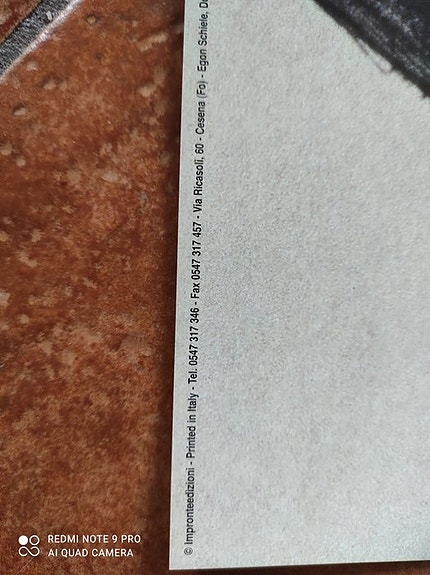 © Impronteedizioni - Printed in Italy - Tel. 0547 317 346 - Fax 0547 317 457 - Via Ricasoli, 60 - Cesena (Fo) - Egon Schiele,
REDMI NOTE 9 PRO
AI QUAD CAMERA